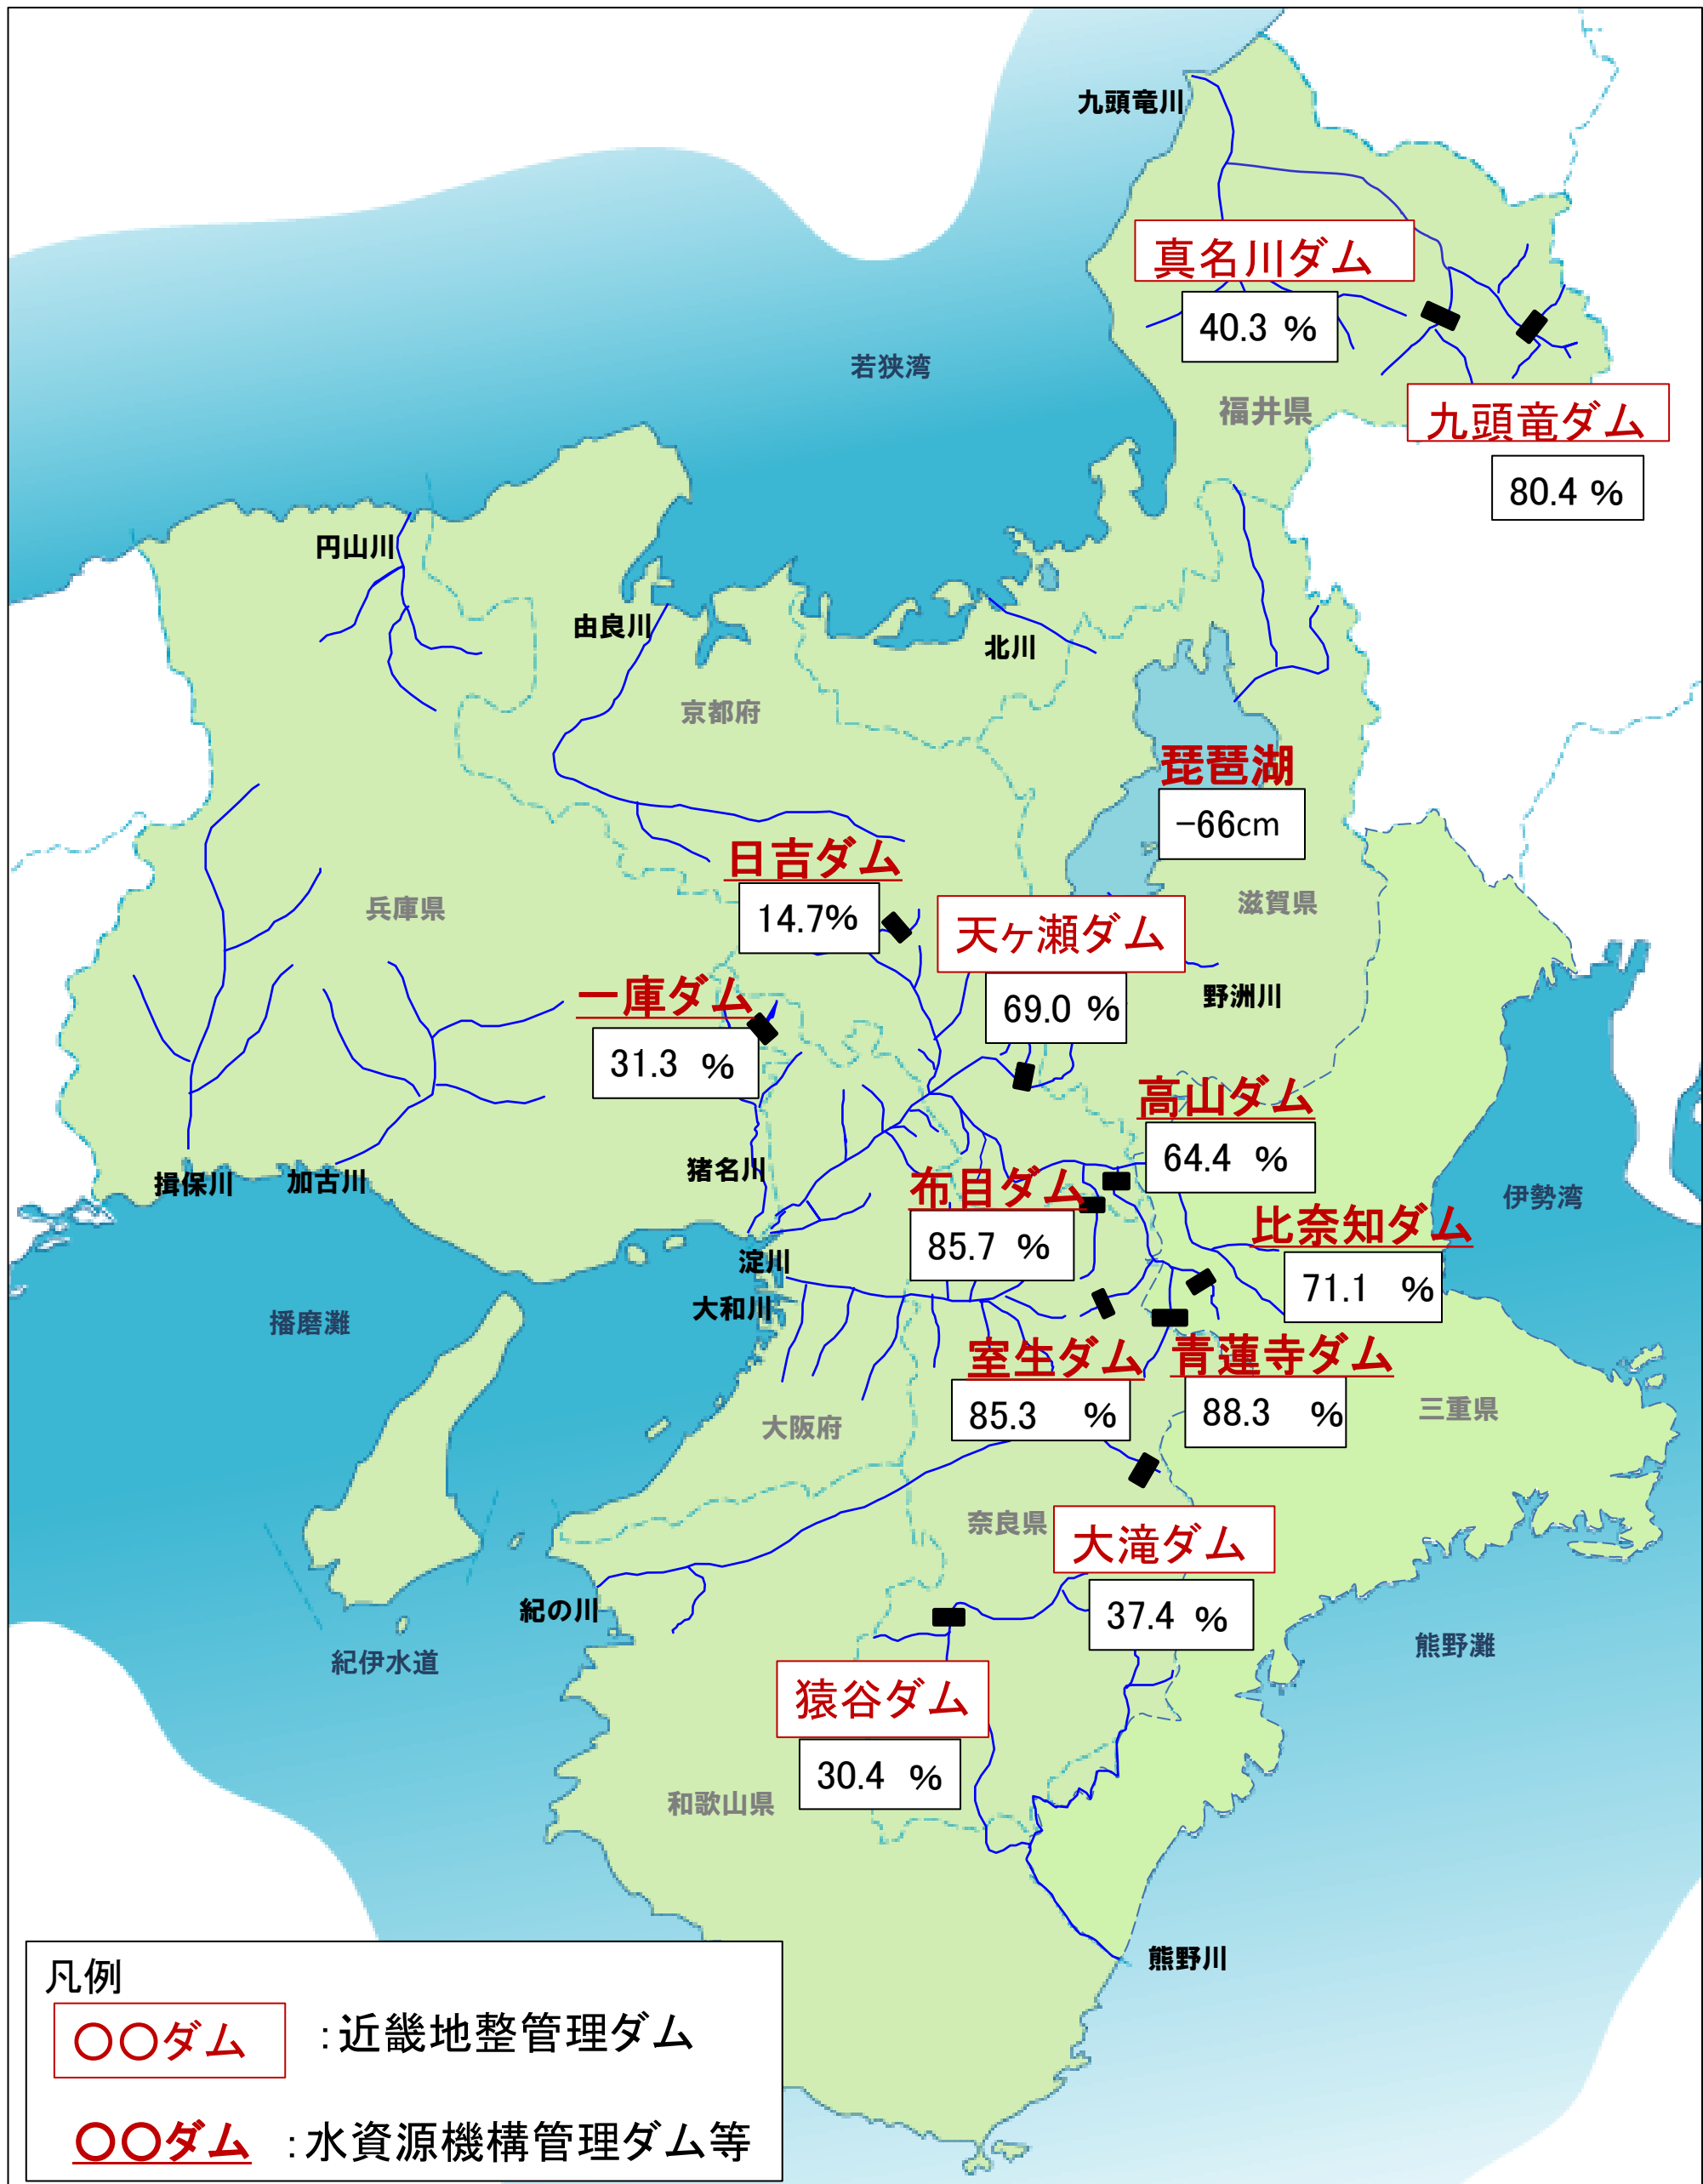 九頭竜川
真名川ダム
40.3 %
若狭湾
福井県
九頭竜ダム
80.4 %
円山川
由良川
北川
京都府
琵琶湖
−66cm
日吉ダム
14.7%
兵庫県
滋賀県
天ヶ瀬ダム
69.0 %
野洲川
一庫ダム
31.3 %
高山ダム
64.4 %
猪名川
揖保川
加古川
布目ダム
85.7 %
伊勢湾
比奈知ダム
71.1 %
淀川
大和川
播磨灘
室生ダム
85.3 %
青蓮寺ダム
88.3 %
三重県
大阪府
奈良県
大滝ダム
37.4 %
紀の川
紀伊水道
熊野灘
猿谷ダム
30.4 %
和歌山県
熊野川
凡例
〇〇ダム :近畿地整管理ダム
〇〇ダム :水資源機構管理ダム等